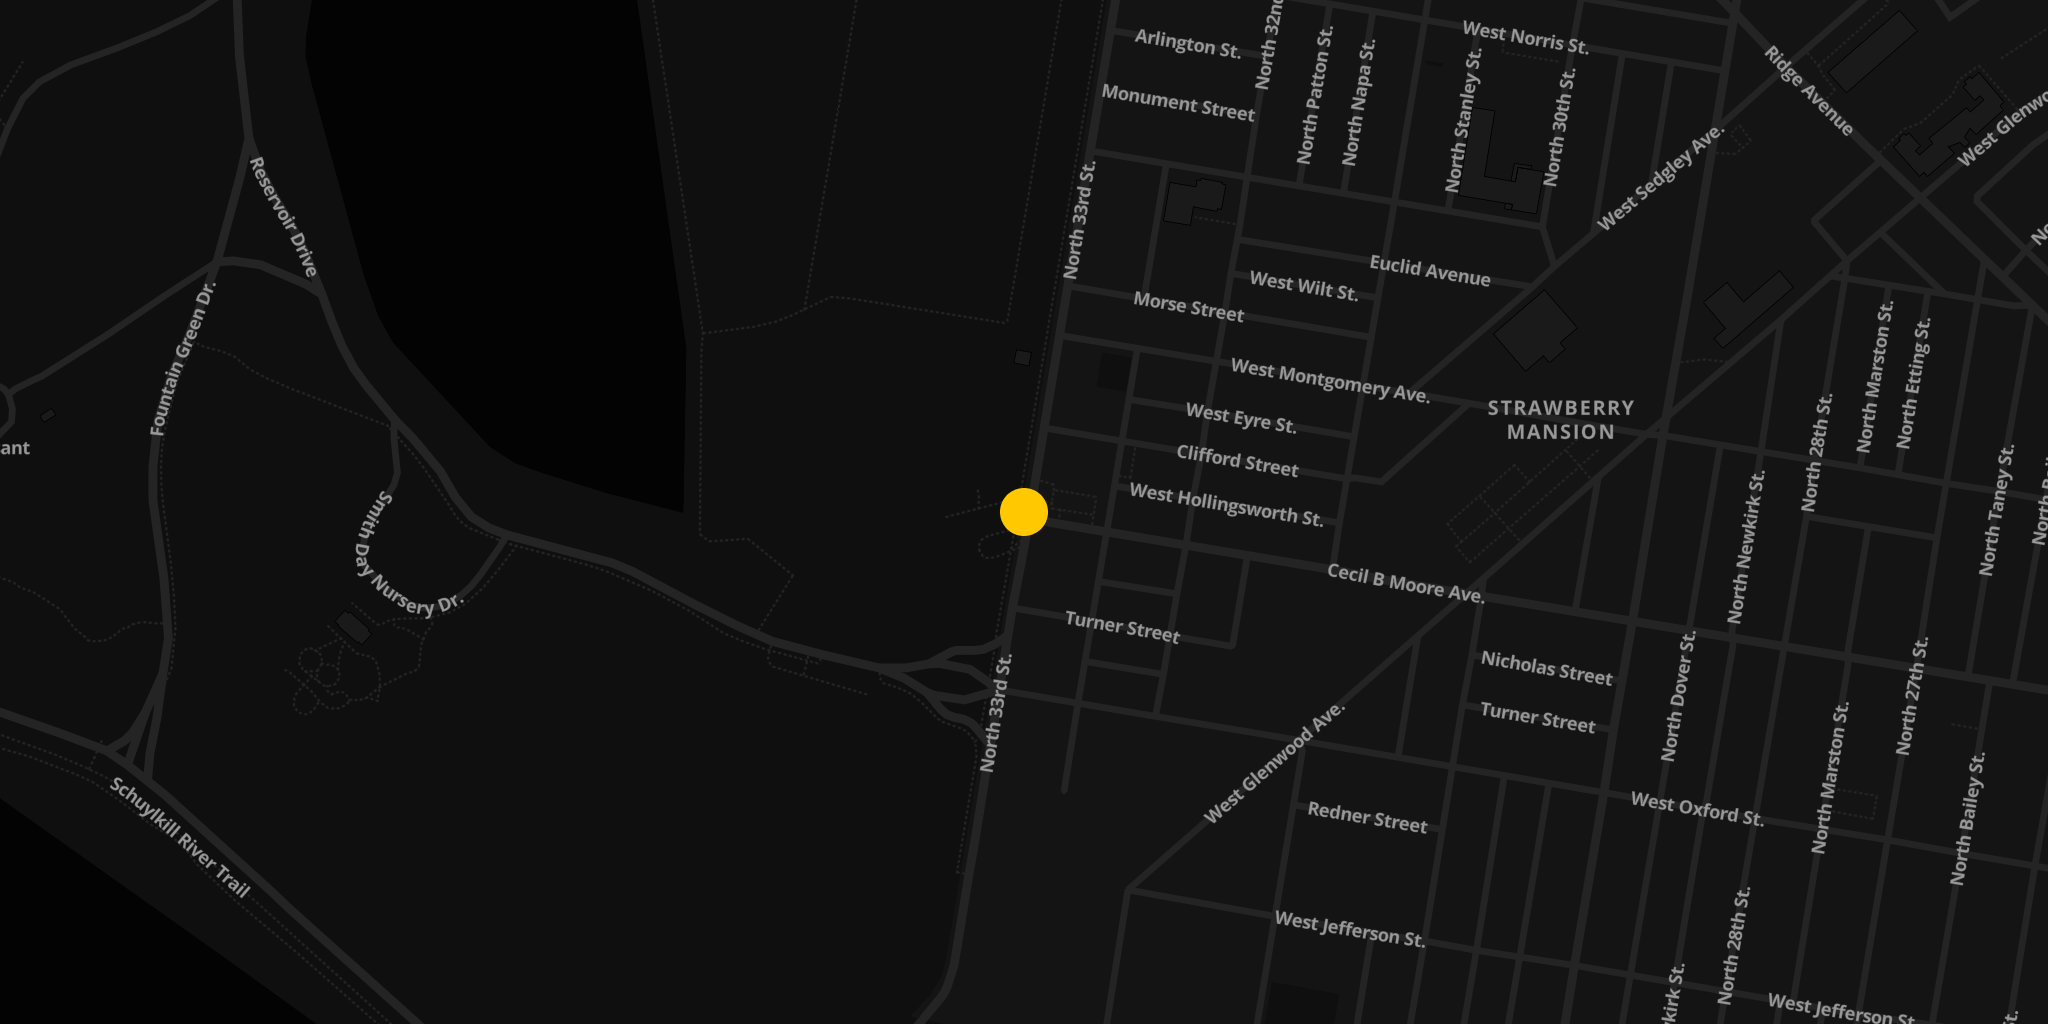 North 32nd
West Norris St.
Arlington St.
North Patton St.
North Napa St.
North Stanley St.
North 30th St.
Ridge Avenue
Monument Street
West Sedgley Ave.
West Glenwo
Reservoir Drive
North 33rd St.
Euclid Avenue
West Wilt St.
Morse Street
Fountain Green Dr.
North Marston St.
North Etting St.
West Montgomery Ave.
STRAWBERRY
MANSION
West Eyre St.
ant
Clifford Street
North 28th St.
West Hollingsworth St.
North Newkirk St.
North Taney St.
Smith Day Nursery Dr.
Cecil B Moore Ave.
Turner Street
Nicholas Street
North Dover St.
North 27th St.
North 33rd St.
Turner Street
West Glenwood Ave.
North Marston St.
North Bailey St.
Schuylkill River Trail
Redner Street
West Oxford St.
West Jefferson St.
North 28th St.
kirk St.
West Jefferson St